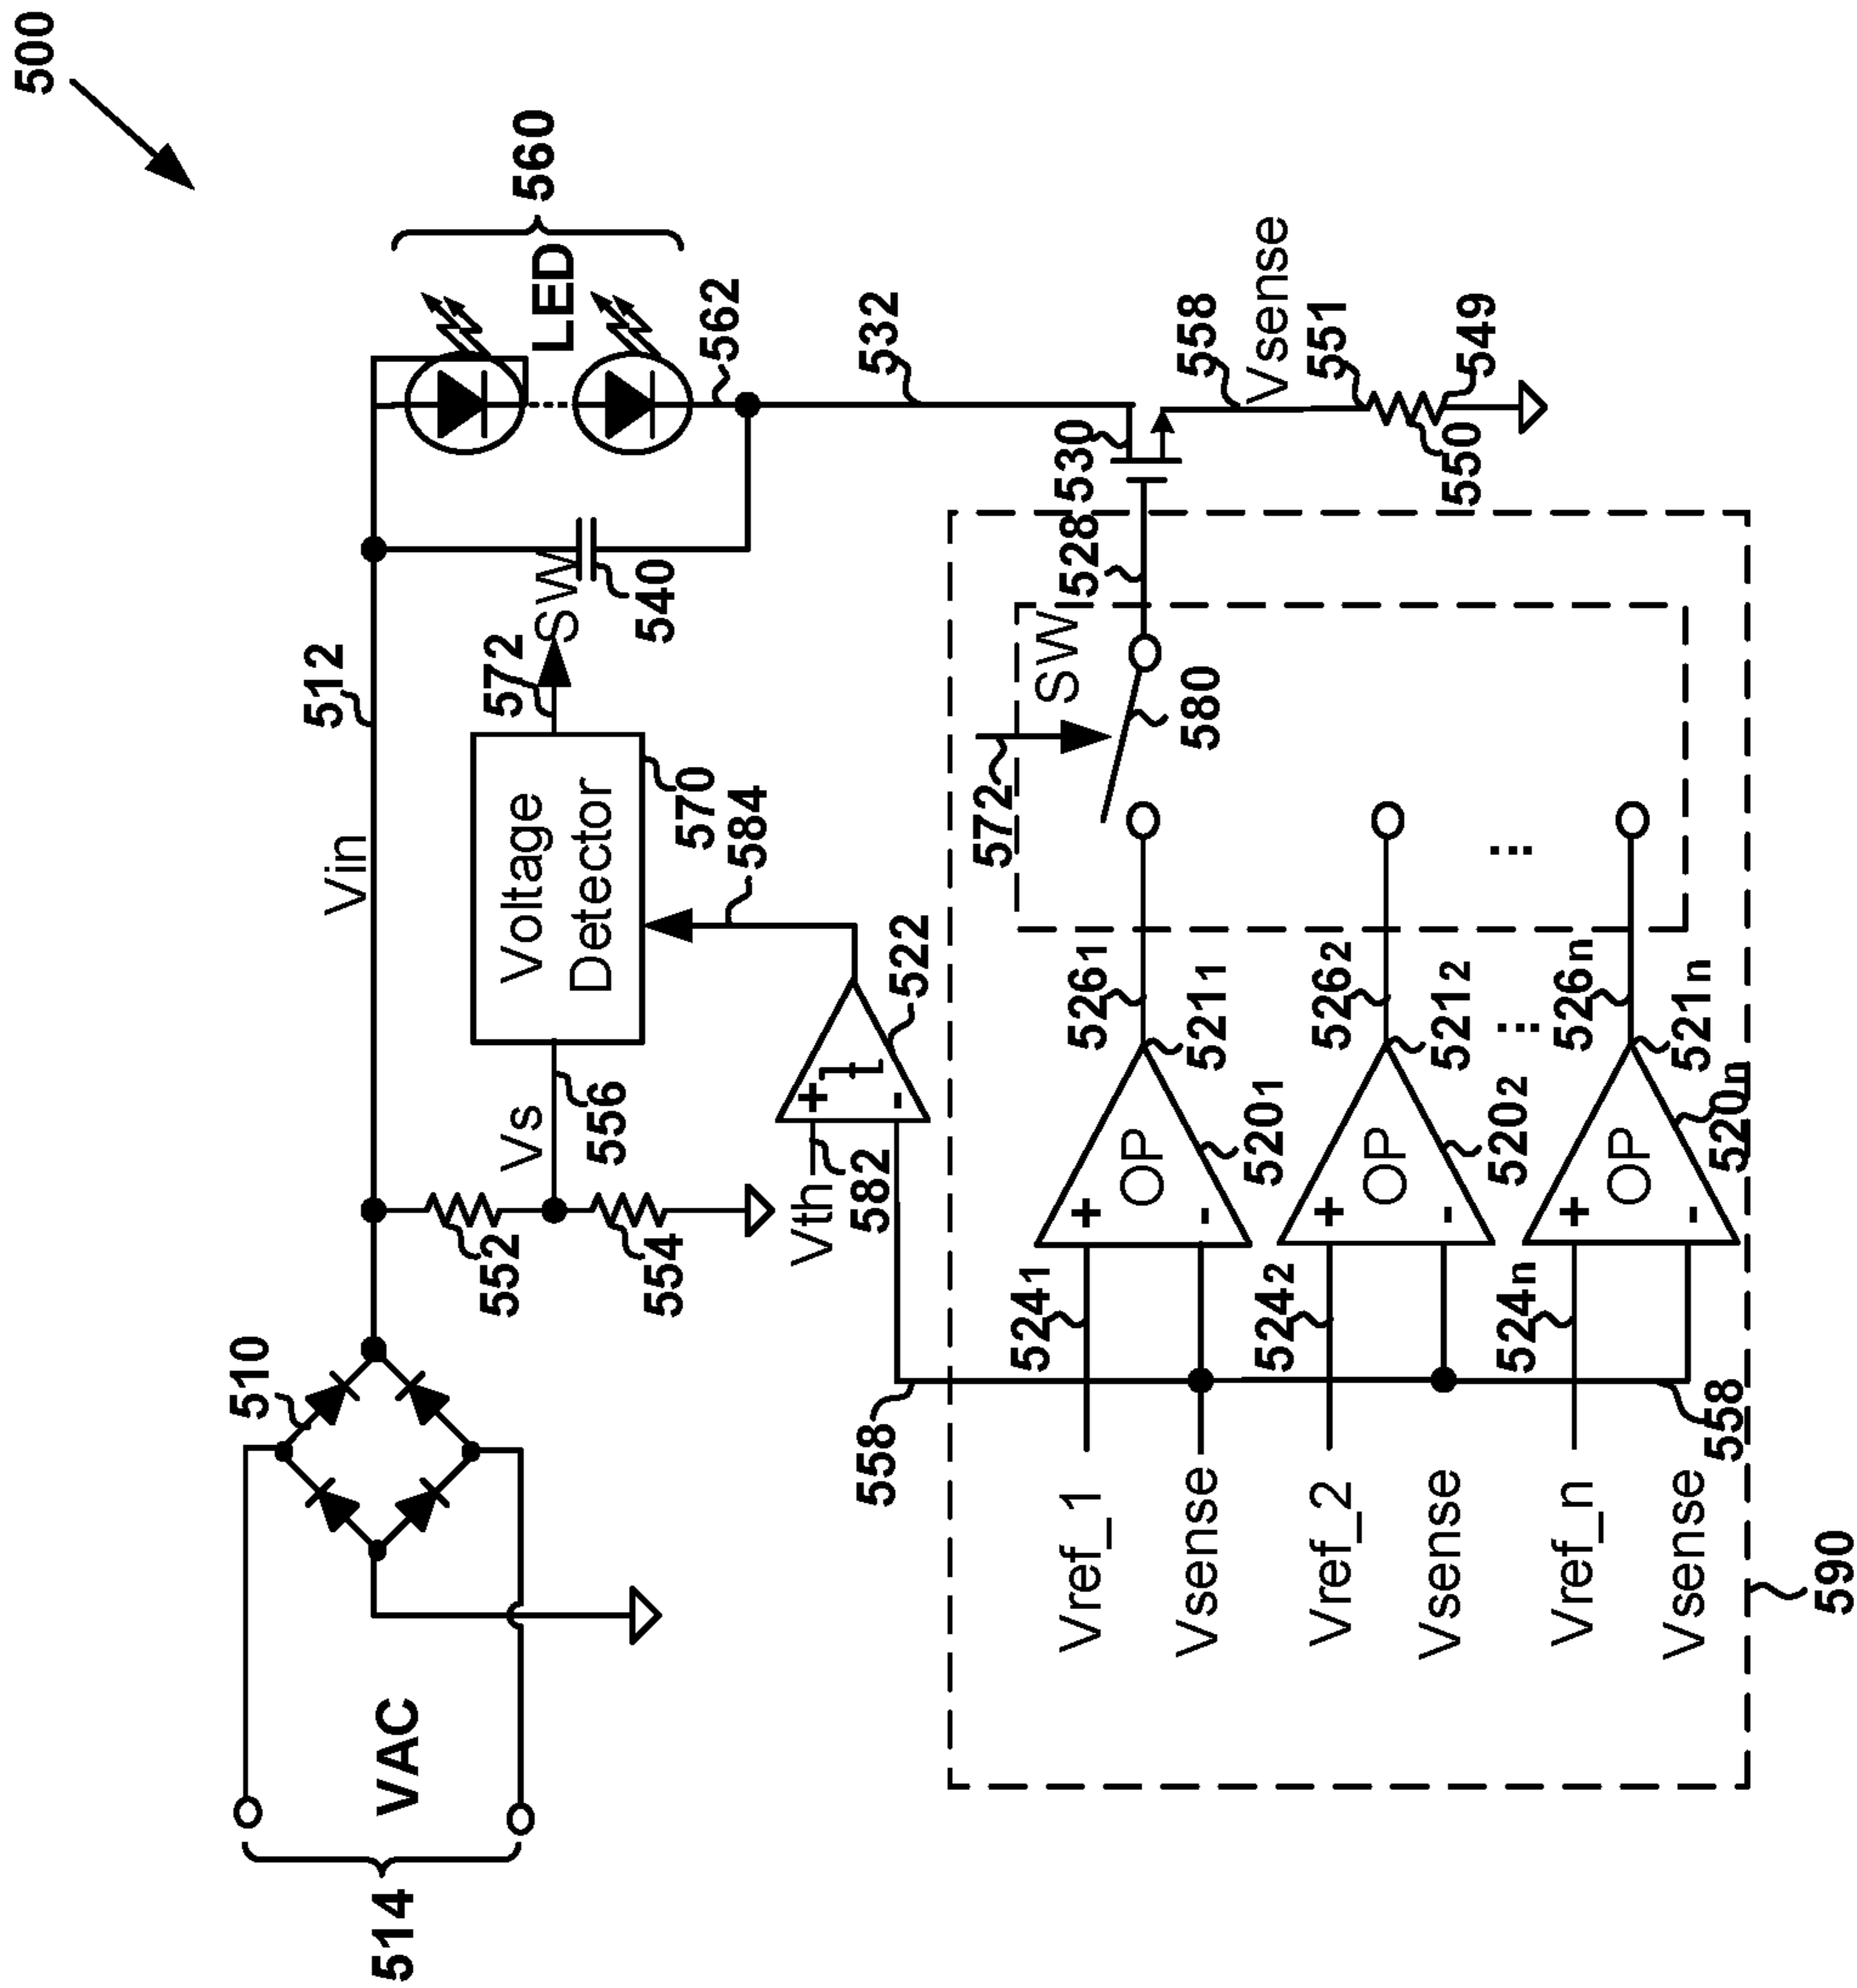 500
514
VAC
510
Vin
512
552
554
Vs
556
Voltage
Detector
570
572
SW
540
LED
560
562
532
Vth
582
+
-
522
584
558
530
528
558
Vsense
551
550
549
572
SW
580
Vref_1
Vsense
524₁
+
-
OP
520₁
526₁
521₁
Vref_2
Vsense
524₂
+
-
OP
520₂
526₂
521₂
...
...
Vref_n
Vsense
524n
+
-
OP
520n
526n
521n
558
590